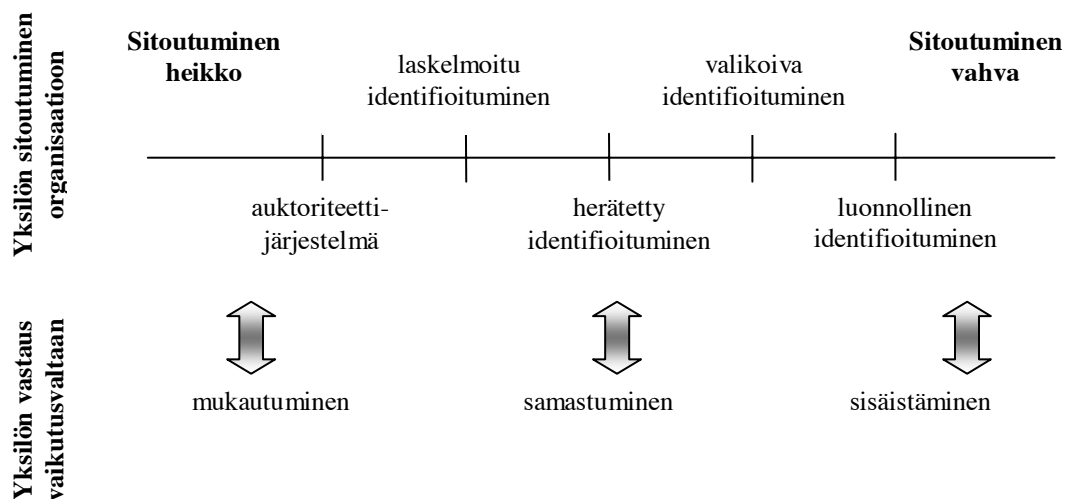 Sitoutuminen
heikko
laskelmoitu
identifioituminen
valikoiva
identifioituminen
Sitoutuminen
vahva
Yksilön sitoutuminen
organisaatioon
auktoriteetti-
järjestelmä
herätetty
identifioituminen
luonnollinen
identifioituminen
Yksilön vastaus
vaikutusvaltaan
mukautuminen
samastuminen
sisäistäminen